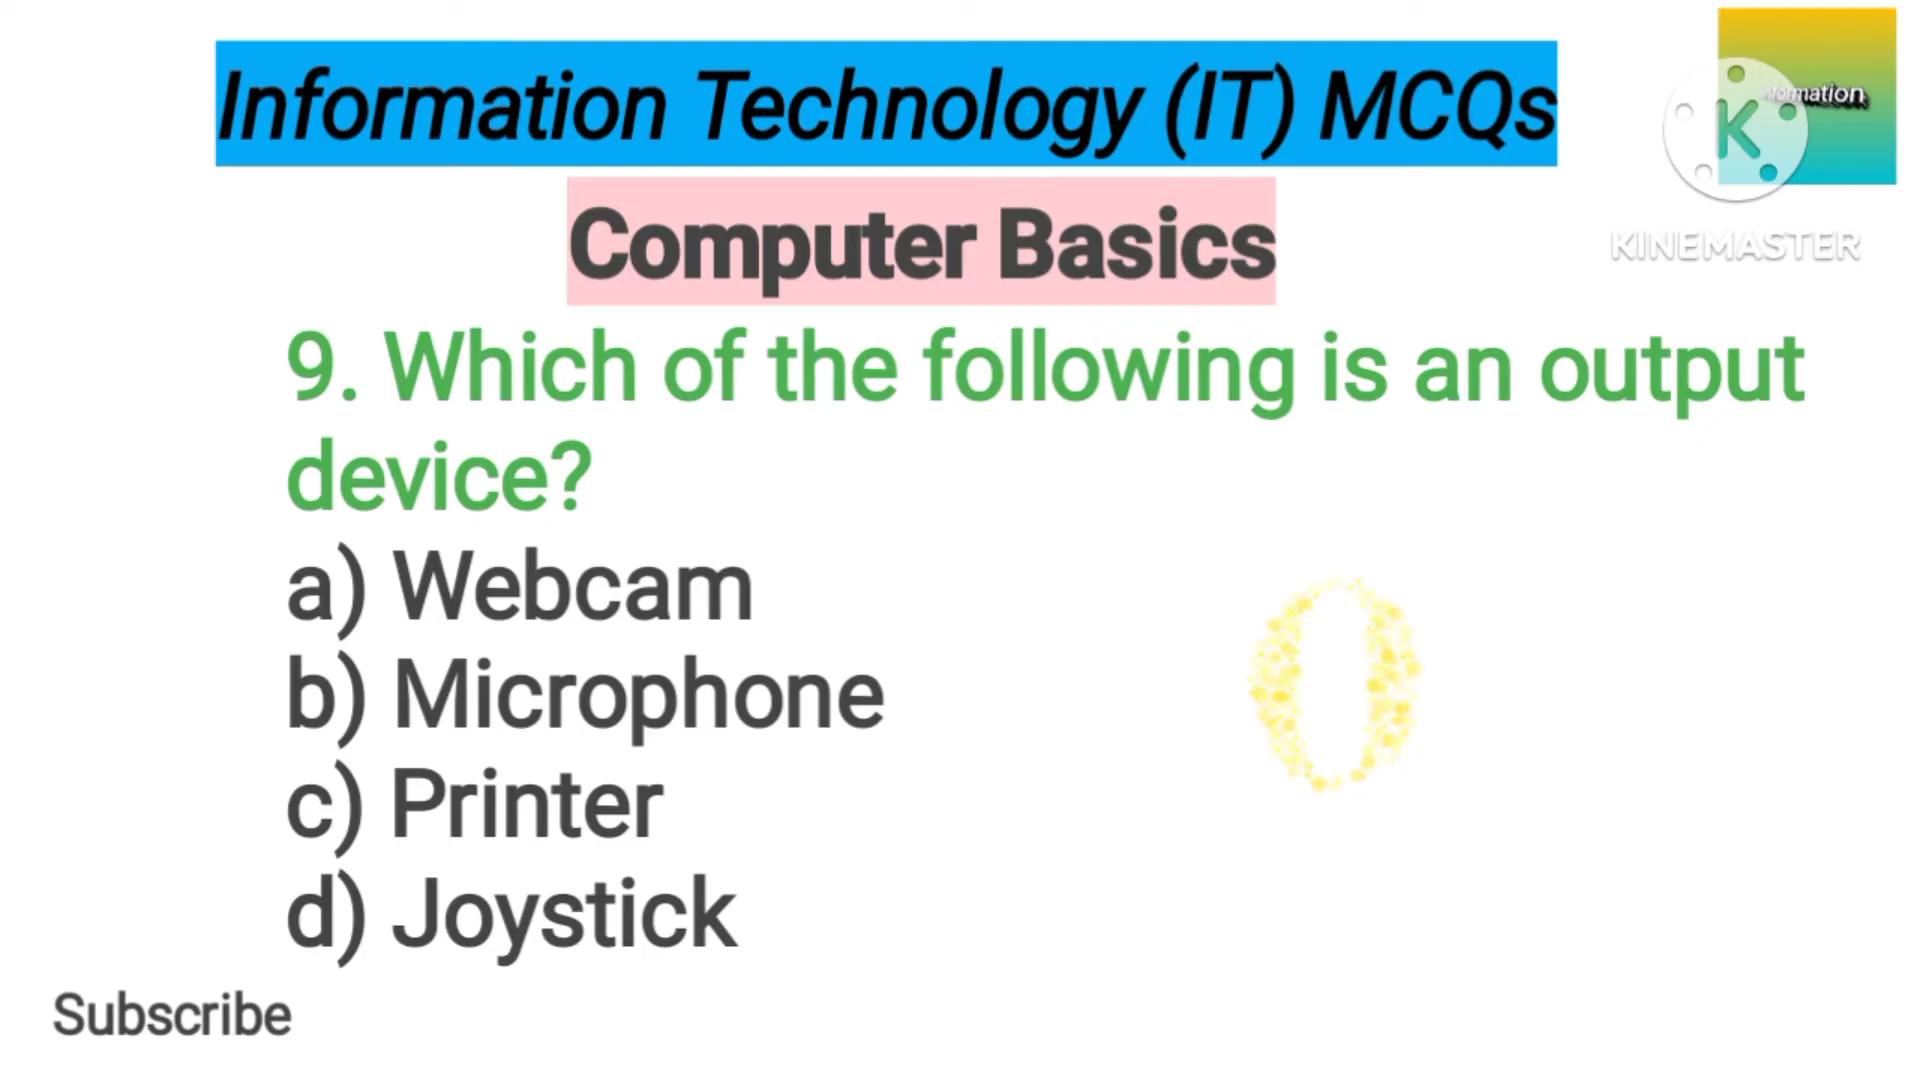 Information Technology (IT) MCQs
Computer Basics
9. Which of the following is an output
device?
a) Webcam
b) Microphone
c) Printer
d) Joystick
Subscribe
K
KINEMASTER
0